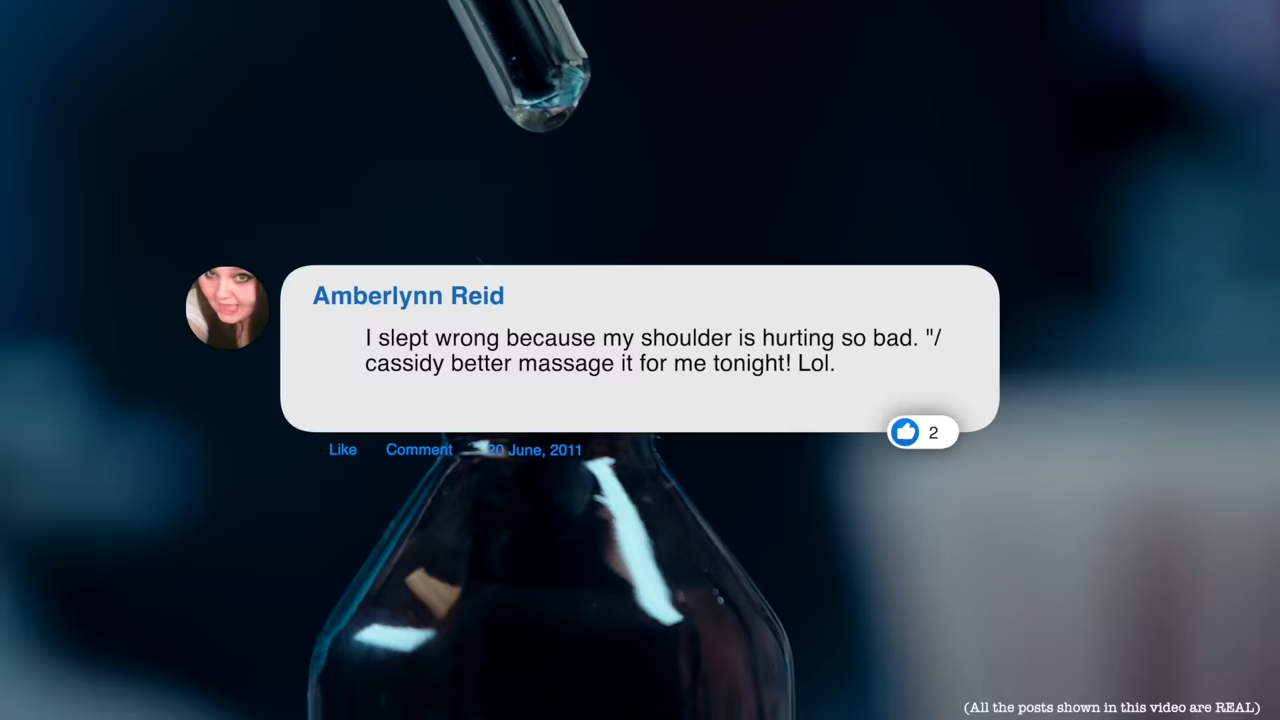 Amberlynn Reid
I slept wrong because my shoulder is hurting so bad. "/
cassidy better massage it for me tonight! Lol.
2
Like Comment 20 June, 2011
(All the posts shown in this video are REAL)